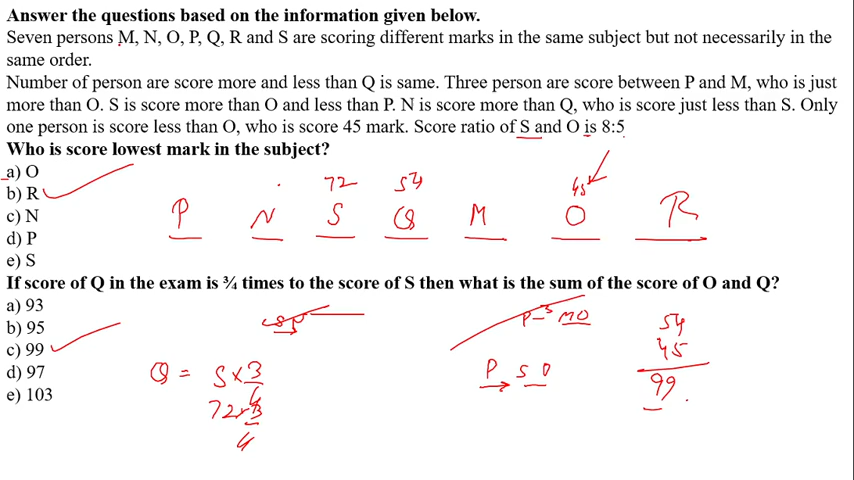 Answer the questions based on the information given below.
Seven persons M, N, O, P, Q, R and S are scoring different marks in the same subject but not necessarily in the
same order.
Number of person are score more and less than Q is same. Three person are score between P and M, who is just
more than O. S is score more than O and less than P. N is score more than Q, who is score just less than S. Only
one person is score less than O, who is score 45 mark. Score ratio of S and O is 8:5
Who is score lowest mark in the subject?
a) O
b) R
c) N
d) P
e) S
72 54 45
P N S Q M O R
If score of Q in the exam is ¾ times to the score of S then what is the sum of the score of O and Q?
a) 93
b) 95
c) 99
d) 97
e) 103
P-3 MO
P → S O
Q = S x 3/4
72 x 3/4
54
45
99